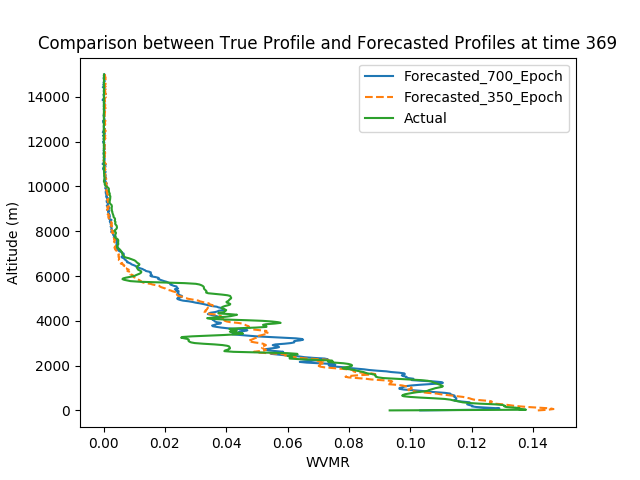 Comparison between True Profile and Forecasted Profiles at time 369
Forecasted_700_Epoch
Forecasted_350_Epoch
Actual
Altitude (m)
14000
12000
10000
8000
6000
4000
2000
0
0.00 0.02 0.04 0.06 0.08 0.10 0.12 0.14
WVMR